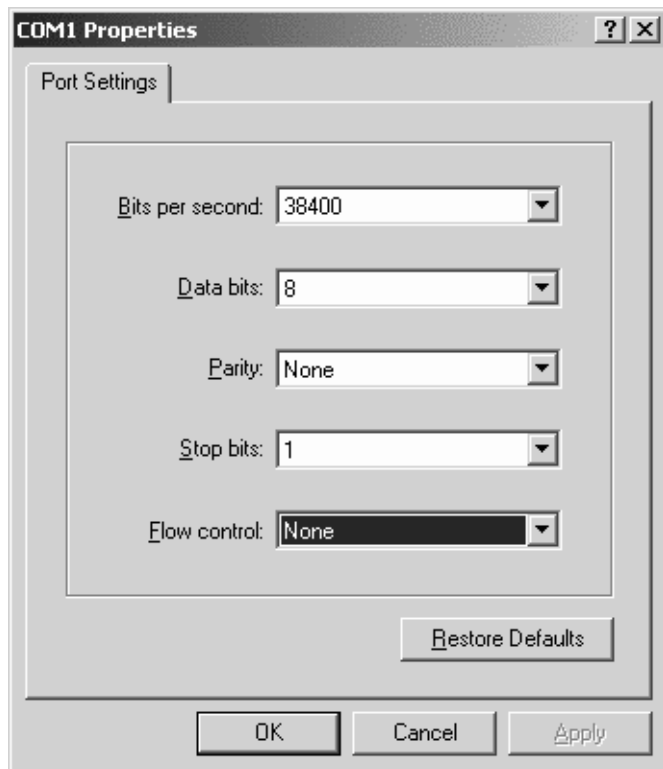 COM1 Properties
Port Settings
Bits per second: 38400
Data bits: 8
Parity: None
Stop bits: 1
Flow control: None
Restore Defaults
OK Cancel Apply